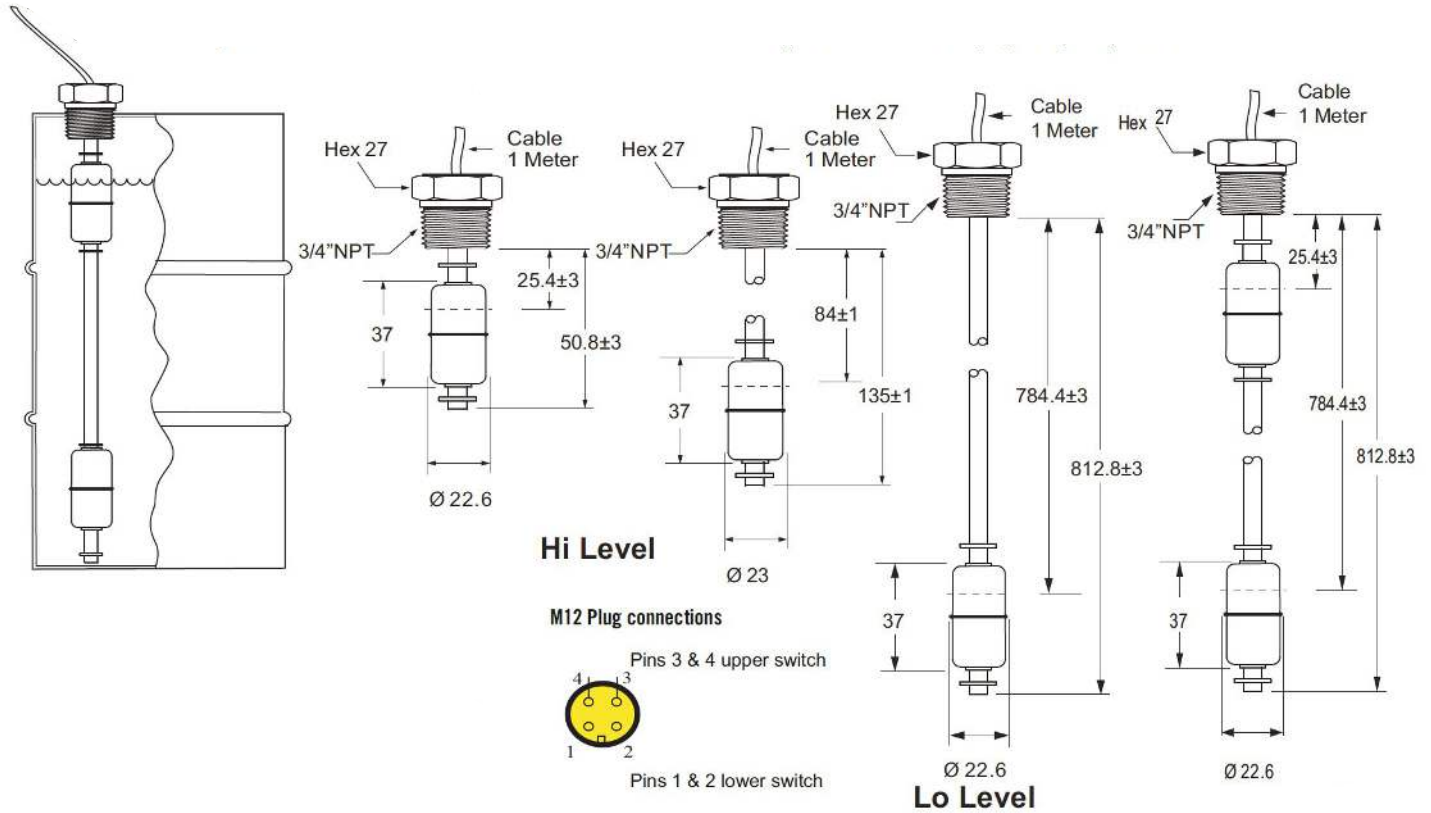 Hex 27
Cable
1 Meter
3/4”NPT
25.4±3
37
50.8±3
Ø 22.6
Hex 27
Cable
1 Meter
3/4”NPT
84±1
37
135±1
Ø 23
Hi Level
Hex 27
Cable
1 Meter
3/4”NPT
784.4±3
812.8±3
37
Ø 22.6
Lo Level
Hex 27
Cable
1 Meter
3/4”NPT
25.4±3
784.4±3
812.8±3
37
Ø 22.6
M12 Plug connections
Pins 3 & 4 upper switch
4 3
1 2
Pins 1 & 2 lower switch